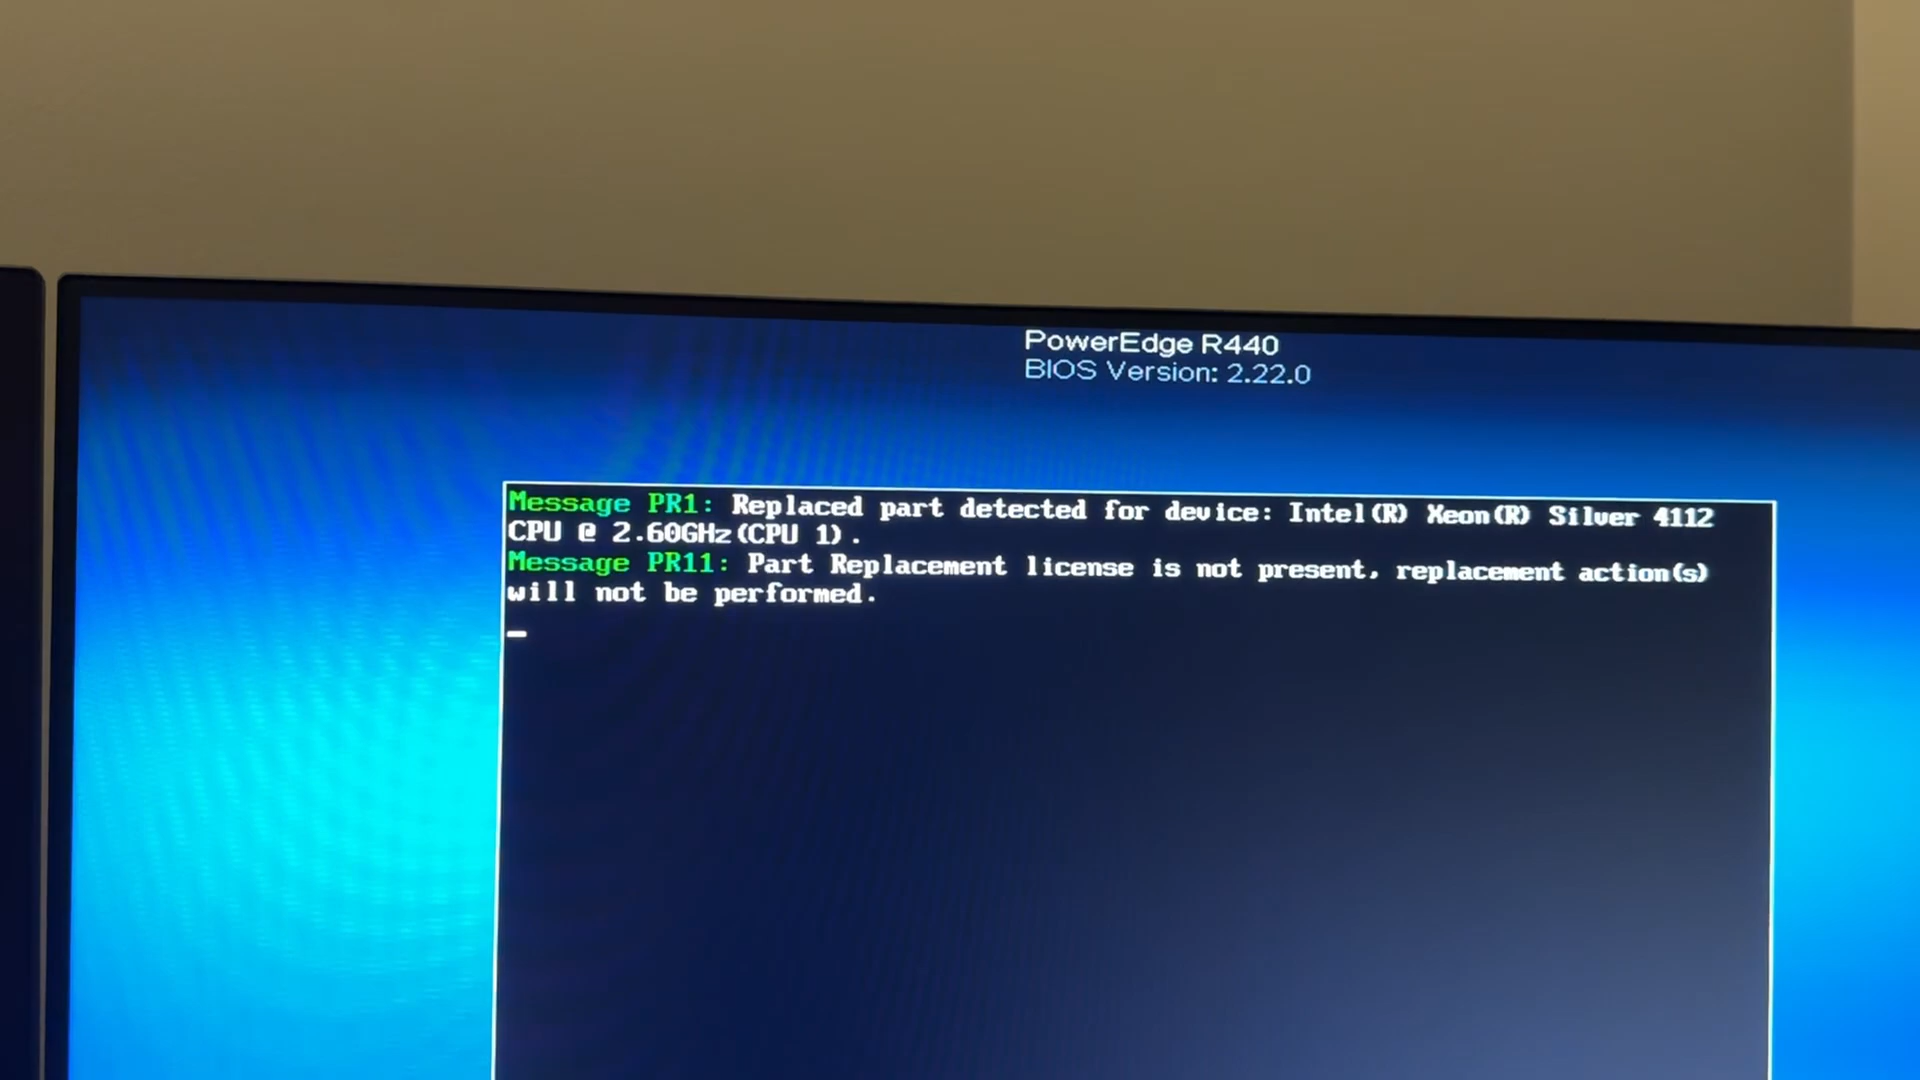 PowerEdge R440
BIOS Version: 2.22.0
Message PR1: Replaced part detected for device: Intel(R) Xeon(R) Silver 4112
CPU @ 2.60GHz(CPU 1).
Message PR11: Part Replacement license is not present, replacement action(s)
will not be performed.